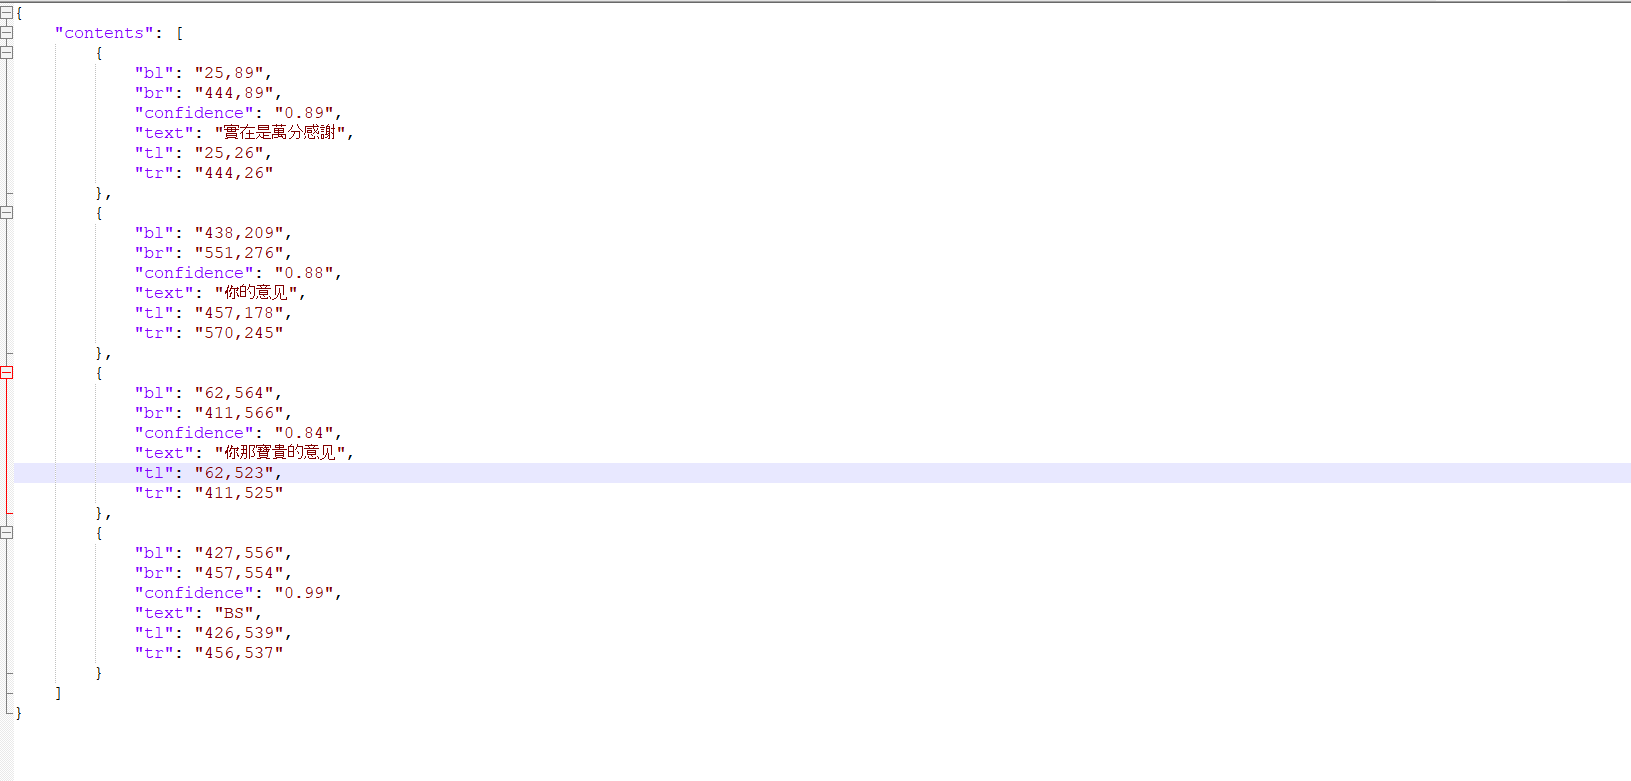 {
"contents": [
{
"bl": "25,89",
"br": "444,89",
"confidence": "0.89",
"text": "實在是萬分感謝",
"tl": "25,26",
"tr": "444,26"
},
{
"bl": "438,209",
"br": "551,276",
"confidence": "0.88",
"text": "你的意见",
"tl": "457,178",
"tr": "570,245"
},
{
"bl": "62,564",
"br": "411,566",
"confidence": "0.84",
"text": "你那寶貴的意见",
"tl": "62,523",
"tr": "411,525"
},
{
"bl": "427,556",
"br": "457,554",
"confidence": "0.99",
"text": "BS",
"tl": "426,539",
"tr": "456,537"
}
]
}